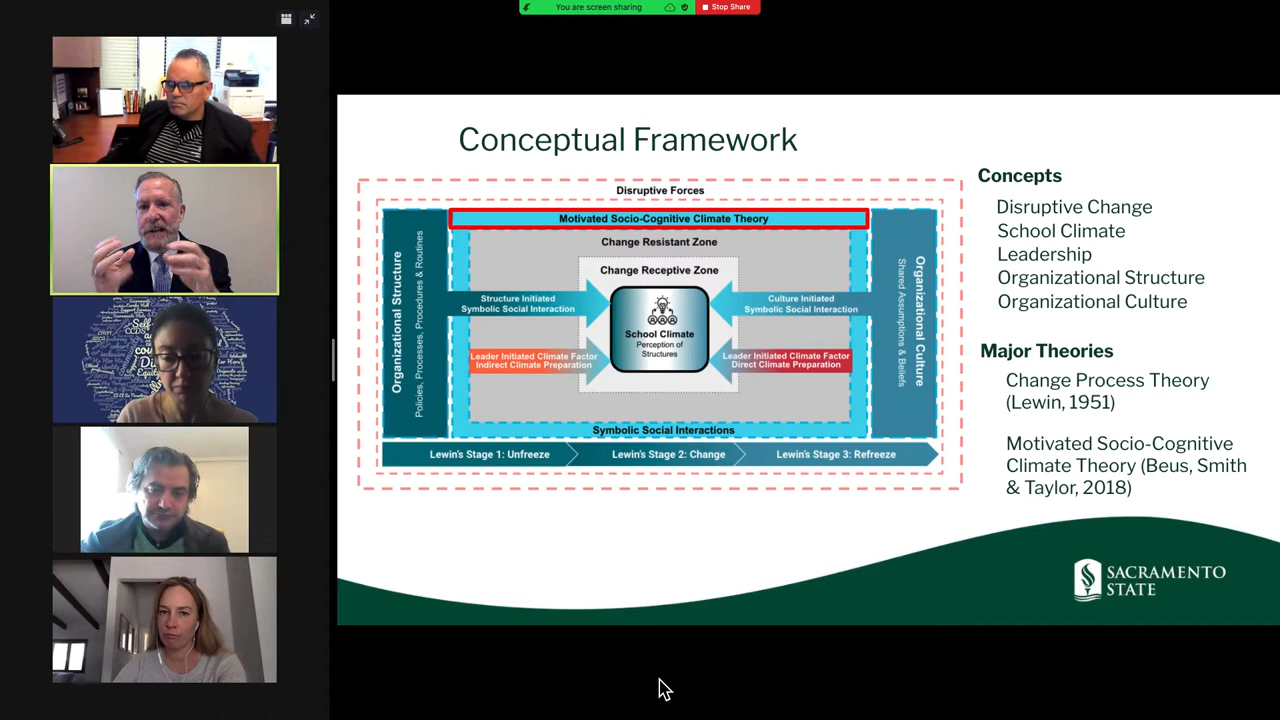 You are screen sharing
Stop Share
Conceptual Framework
Disruptive Forces
Motivated Socio-Cognitive Climate Theory
Change Resistant Zone
Change Receptive Zone
Organizational Structure
Policies, Processes, Procedures & Routines
Structure Initiated
Symbolic Social Interaction
Leader Initiated Climate Factor
Indirect Climate Preparation
School Climate
Perception of
Structures
Culture Initiated
Symbolic Social Interaction
Leader Initiated Climate Factor
Direct Climate Preparation
Organizational Culture
Shared Assumptions & Beliefs
Symbolic Social Interactions
Lewin's Stage 1: Unfreeze
Lewin's Stage 2: Change
Lewin's Stage 3: Refreeze
Concepts
Disruptive Change
School Climate
Leadership
Organizational Structure
Organizational Culture
Major Theories
Change Process Theory
(Lewin, 1951)
Motivated Socio-Cognitive
Climate Theory (Beus, Smith
& Taylor, 2018)
SACRAMENTO
STATE